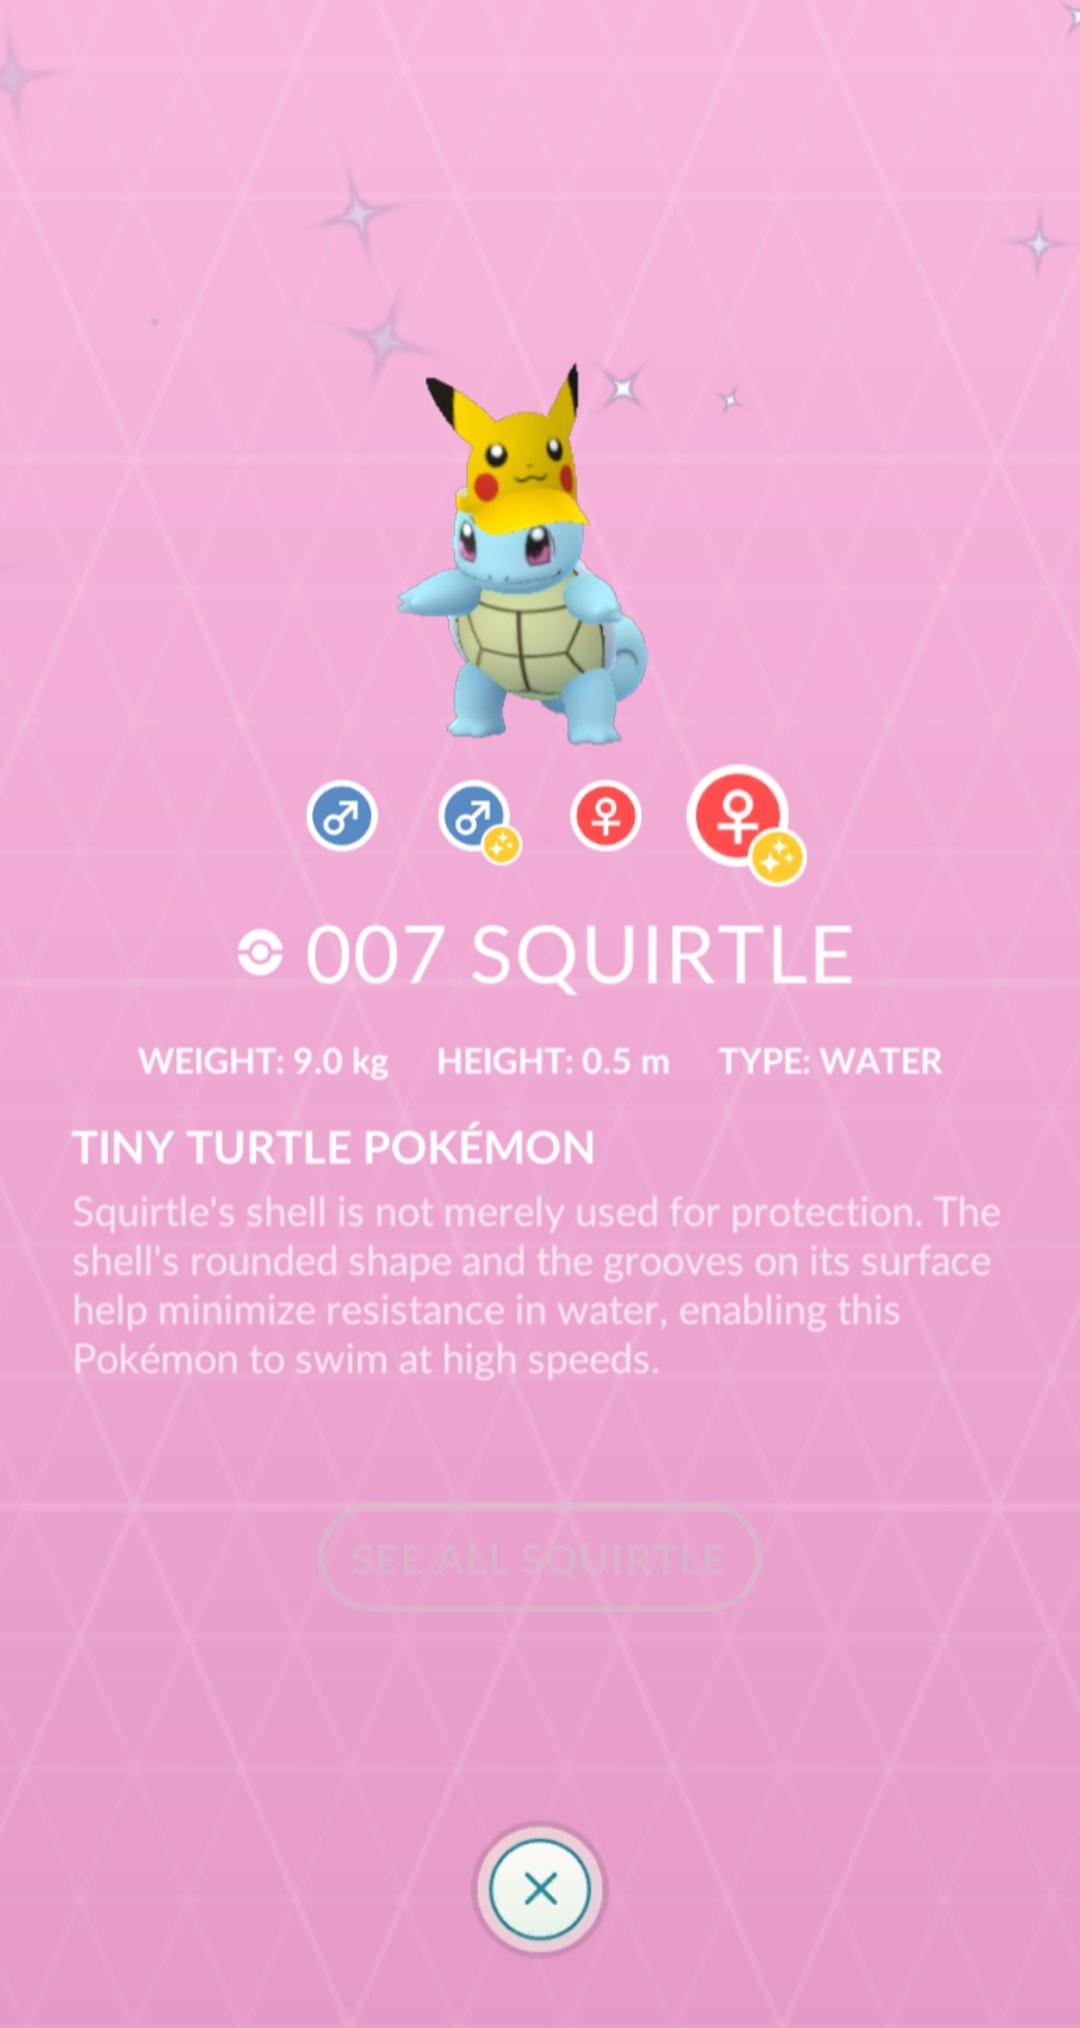 007 SQUIRTLE
WEIGHT: 9.0 kg HEIGHT: 0.5 m TYPE: WATER
TINY TURTLE POKÉMON
Squirtle's shell is not merely used for protection. The
shell's rounded shape and the grooves on its surface
help minimize resistance in water, enabling this
Pokémon to swim at high speeds.
SEE ALL SQUIRTLE